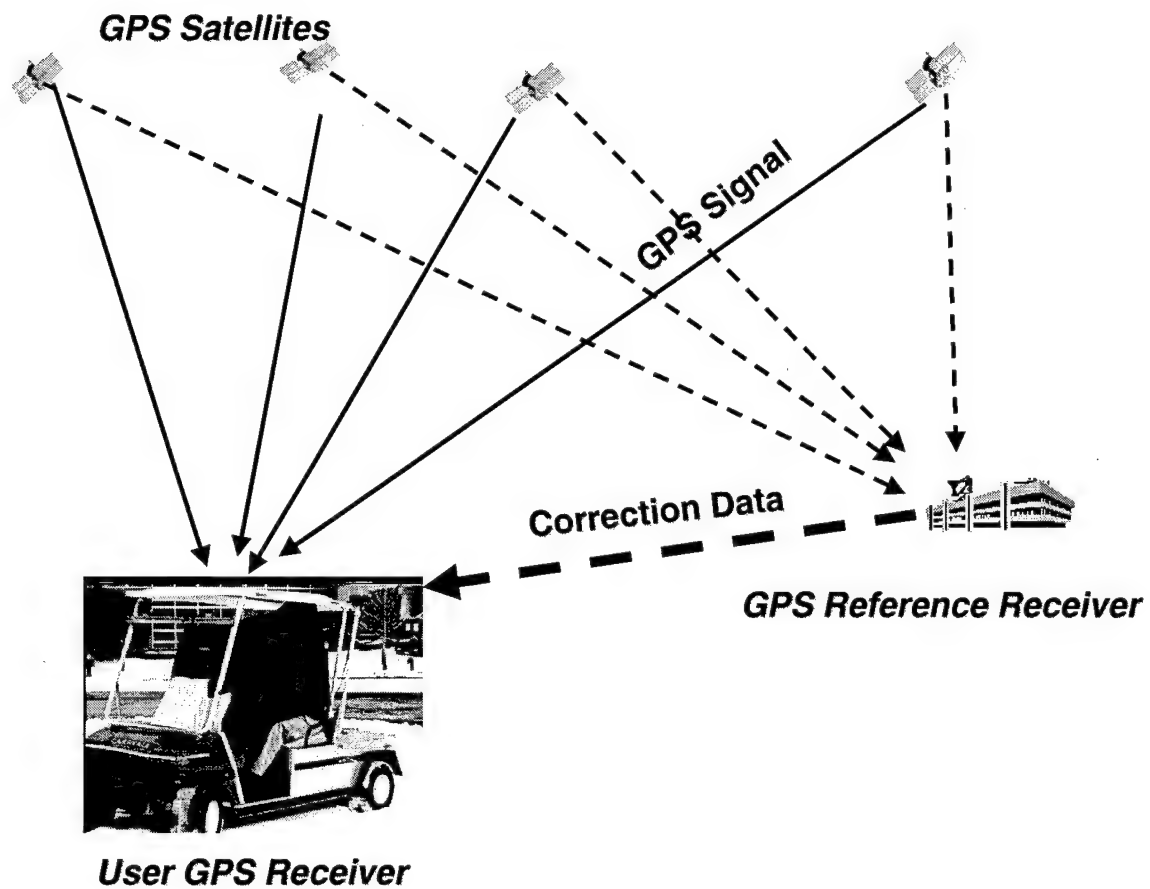 GPS Satellites
GPS Signal
Correction Data
GPS Reference Receiver
User GPS Receiver